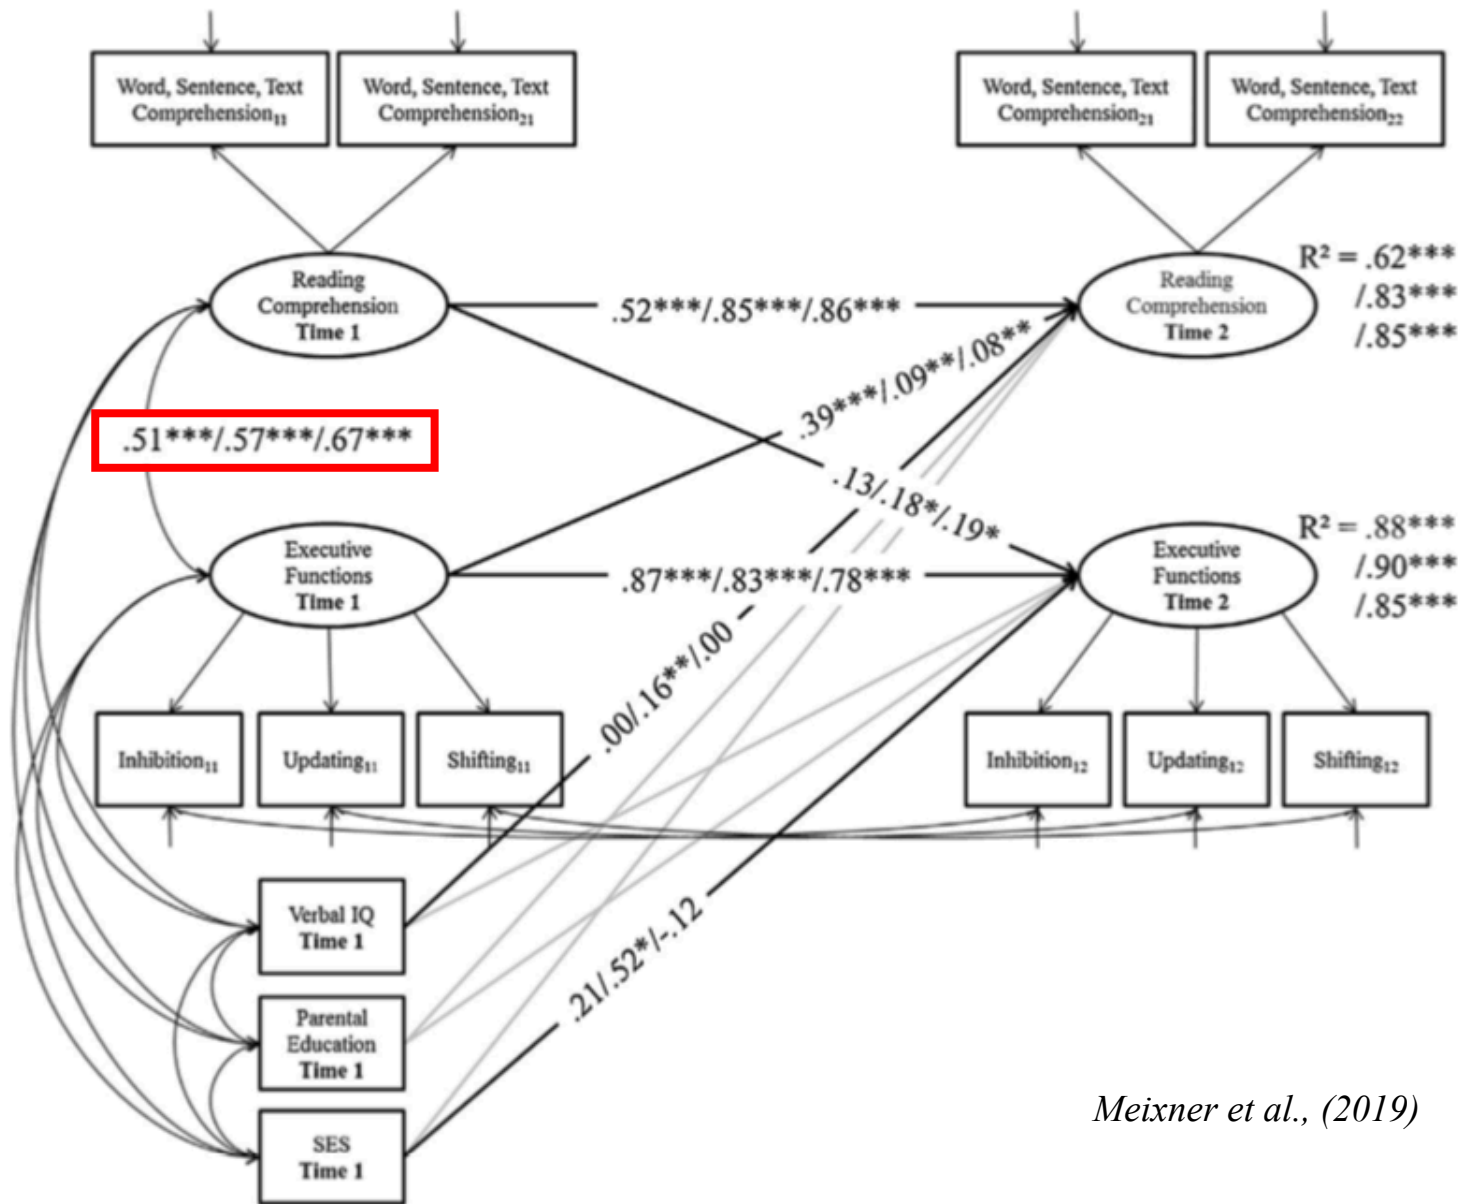 Word, Sentence, Text
Comprehension₁₁
Word, Sentence, Text
Comprehension₂₁
Word, Sentence, Text
Comprehension₂₁
Word, Sentence, Text
Comprehension₂₂
Reading
Comprehension
Time 1
.52***/.85***/.86***
Reading
Comprehension
Time 2
R² = .62***
/.83***
/.85***
.39***/.09**/.08**
.51***/.57***/.67***
.13/.18*/.19*
Executive
Functions
Time 1
.87***/.83***/.78***
Executive
Functions
Time 2
R² = .88***
/.90***
/.85***
.00/.16**/.00
Inhibition₁₁
Updating₁₁
Shifting₁₁
Inhibition₁₂
Updating₁₂
Shifting₁₂
Verbal IQ
Time 1
.21/.52*/-.12
Parental
Education
Time 1
SES
Time 1
Meixner et al., (2019)